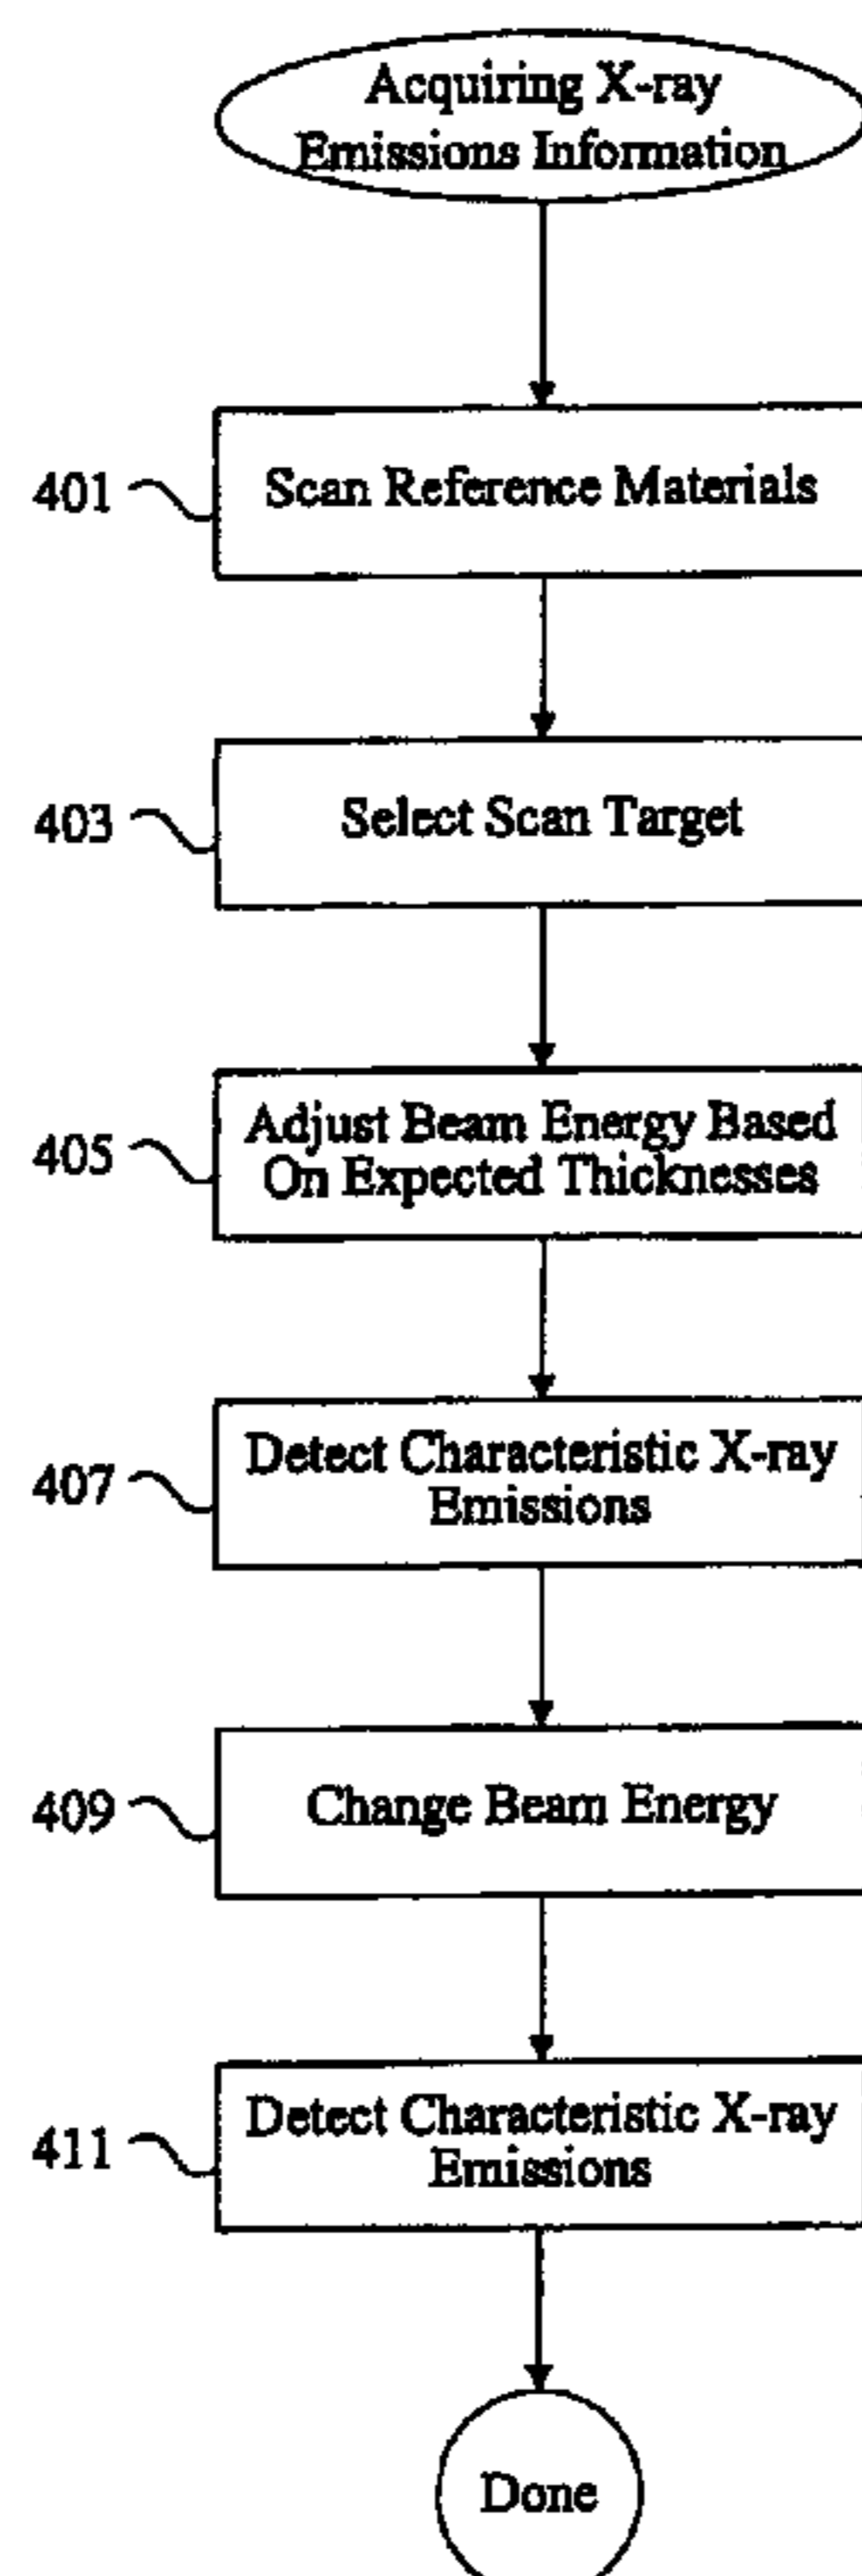 Acquiring X-ray
Emissions Information
401
Scan Reference Materials
403
Select Scan Target
405
Adjust Beam Energy Based
On Expected Thicknesses
407
Detect Characteristic X-ray
Emissions
409
Change Beam Energy
411
Detect Characteristic X-ray
Emissions
Done